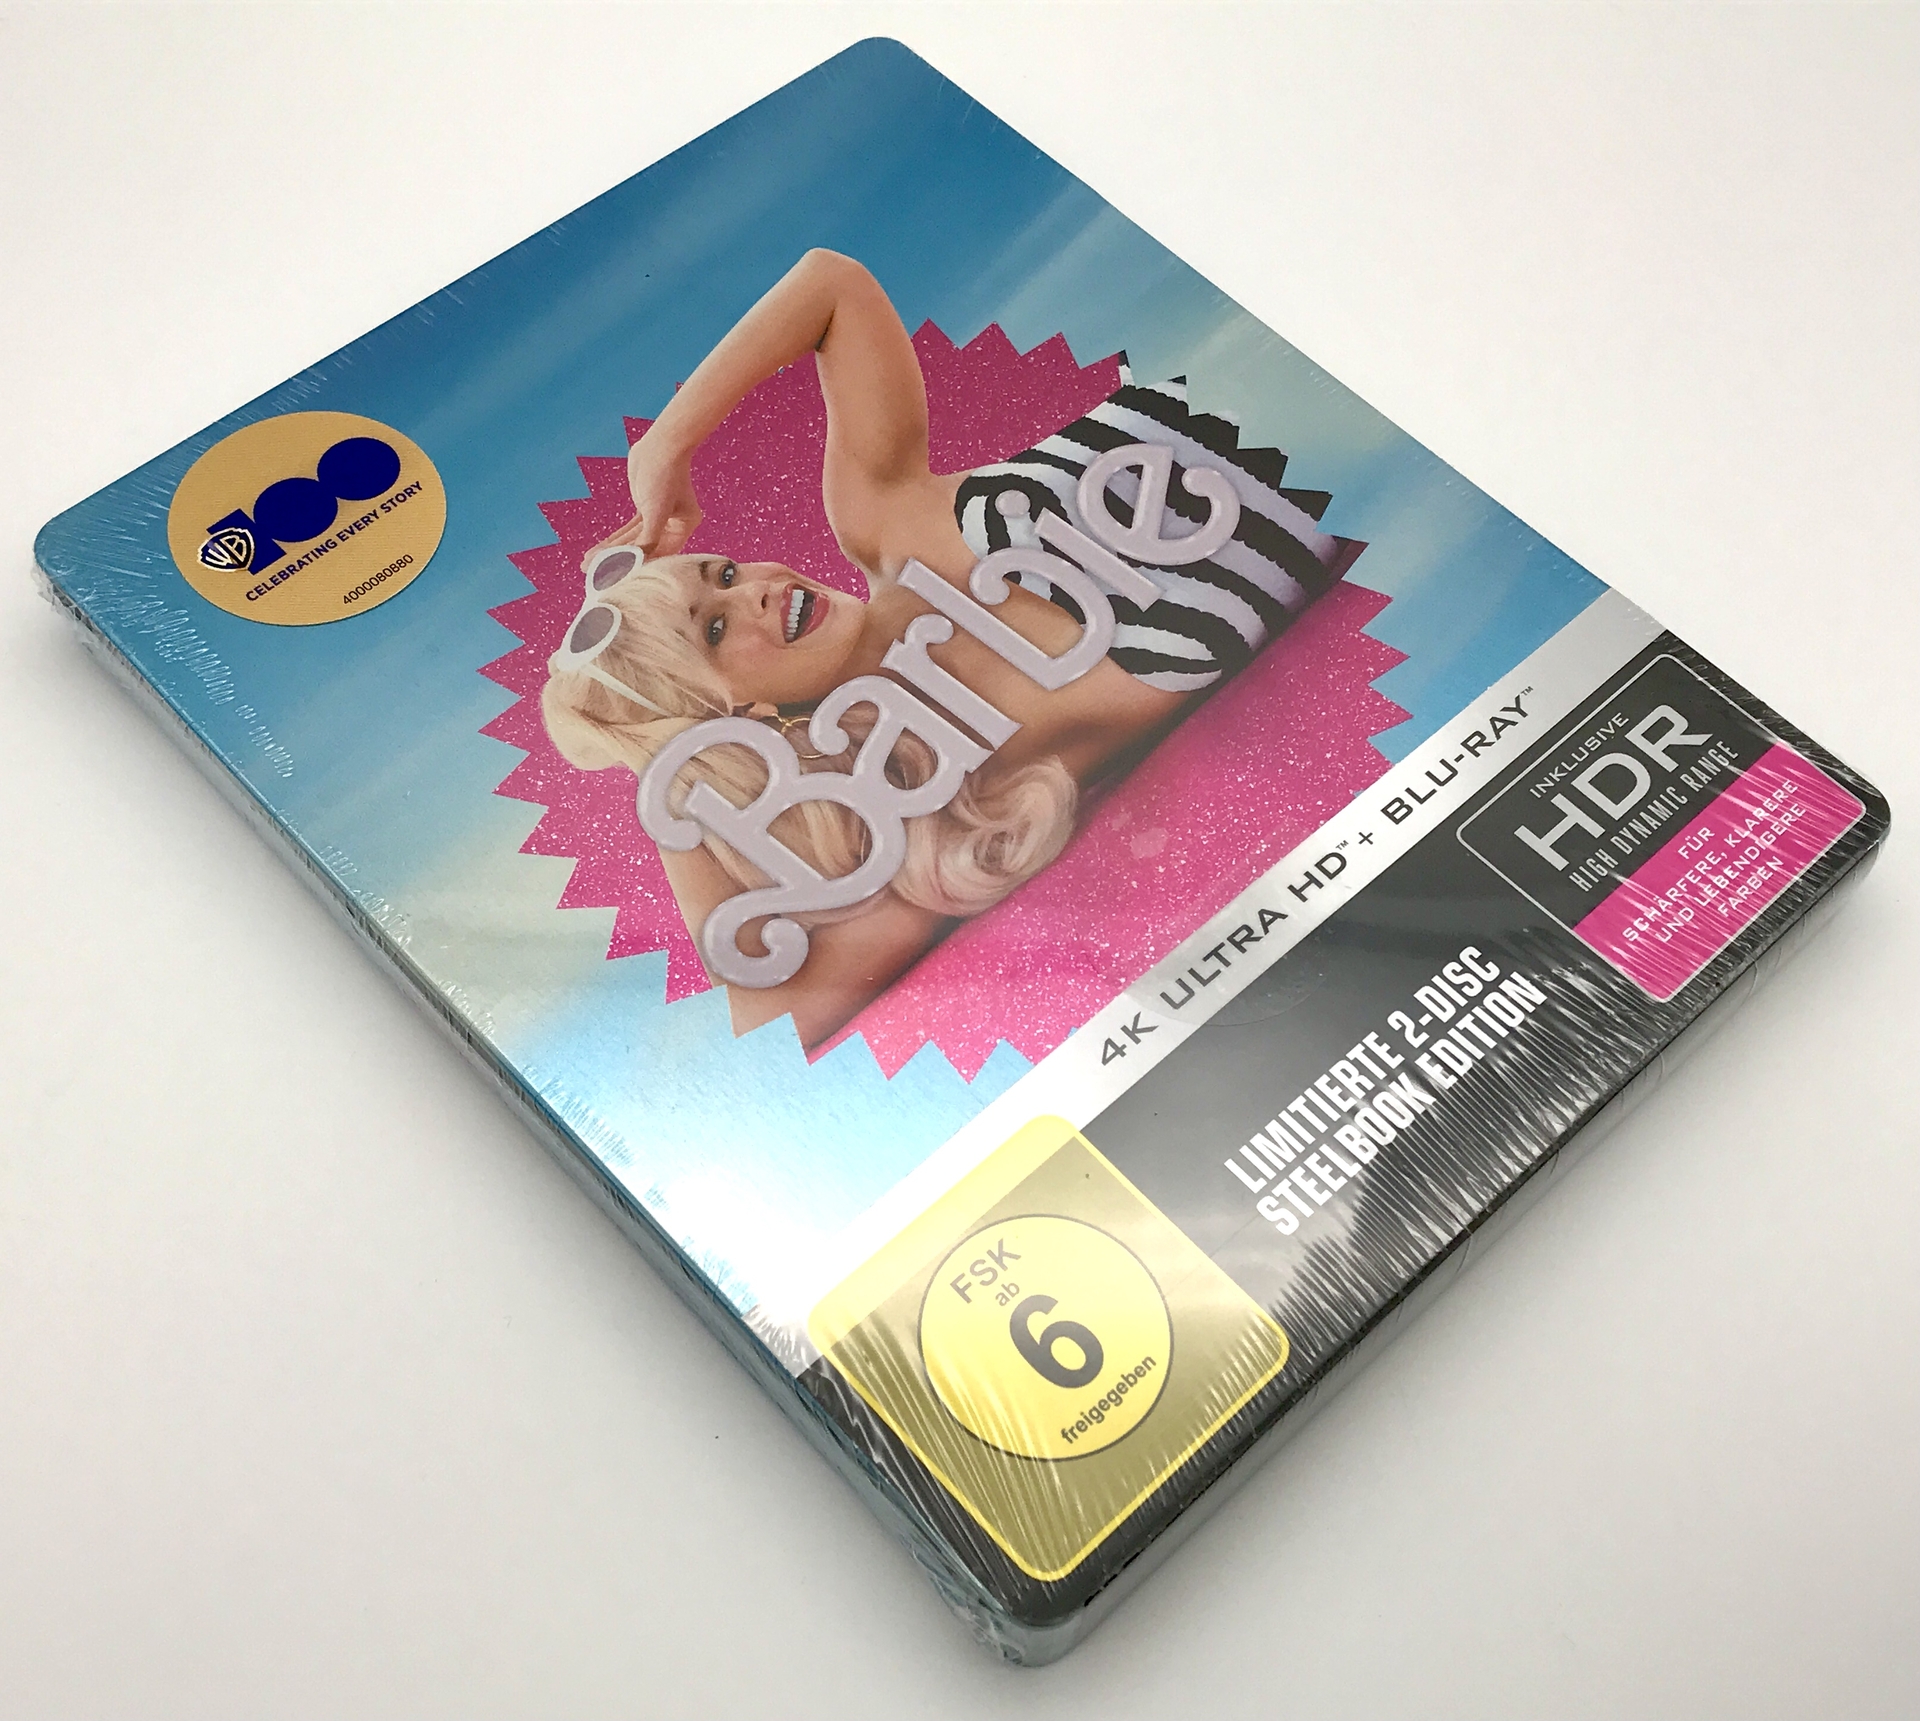 100
WB
CELEBRATING EVERY STORY
4000080880
Barbie
4K ULTRA HD™ + BLU-RAY™
INKLUSIVE
HDR
HIGH DYNAMIC RANGE
FÜR
SCHÄRFERE, KLARERE
UND LEBENDIGERE
FARBEN
LIMITIERTE 2-DISC
STEELBOOK EDITION
FSK
ab
6
freigegeben